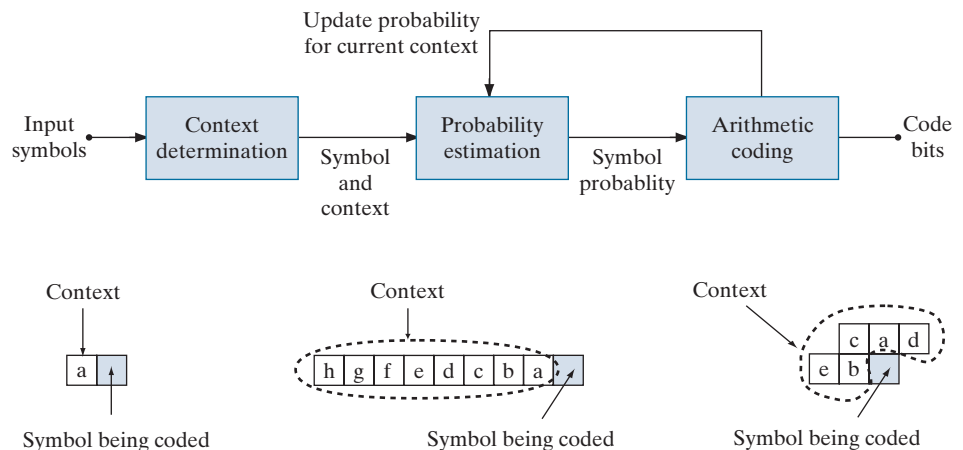 Update probability
for current context
Input
symbols
Context
determination
Symbol
and
context
Probability
estimation
Symbol
probablity
Arithmetic
coding
Code
bits
Context
a
Symbol being coded
Context
h g f e d c b a
Symbol being coded
Context
c a d
e b
Symbol being coded